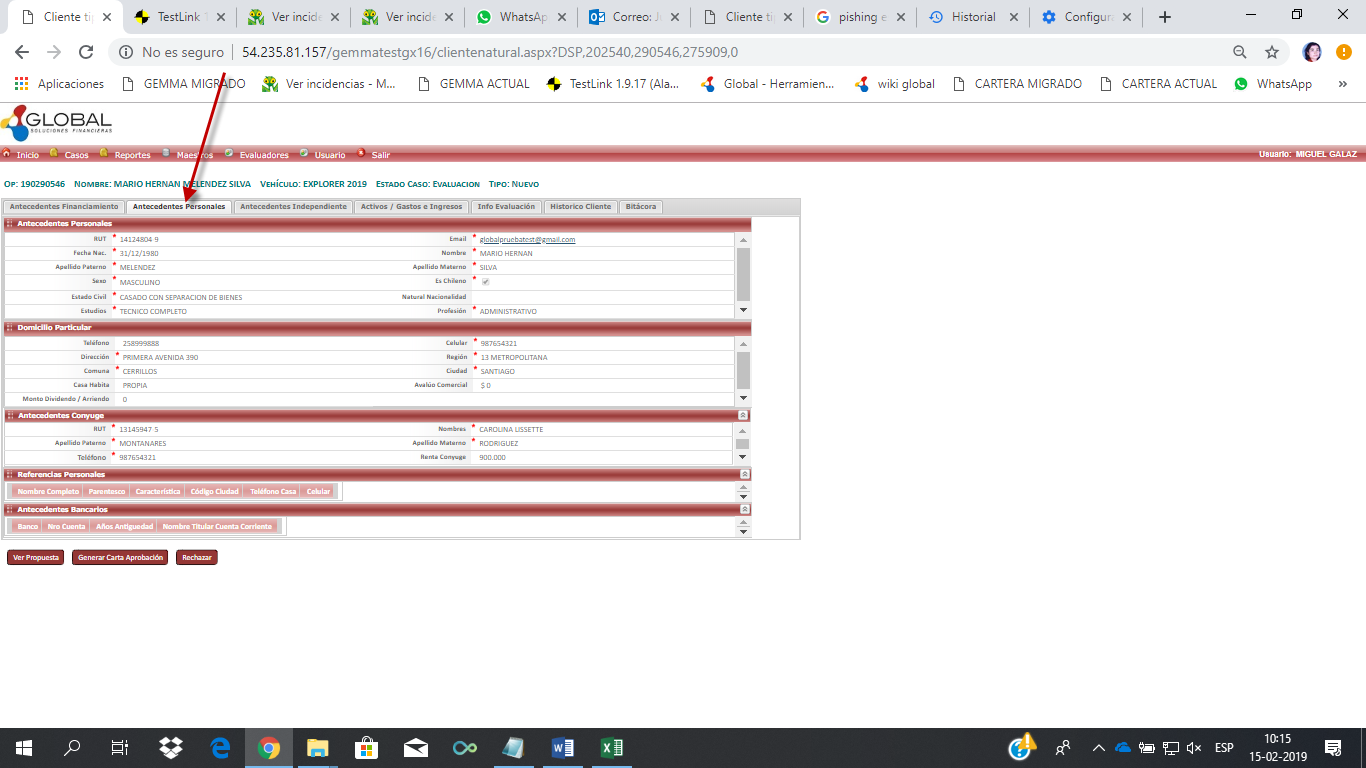 Cliente ti
TestLink 1
Ver incide
Ver incide
WhatsAp
Correo: J
Cliente ti
pishing e
Historial
Configura
No es seguro | 54.235.81.157/gemmatestgx16/clientenatural.aspx?DSP,202540,290546,275909,0
Aplicaciones GEMMA MIGRADO Ver incidencias - M... GEMMA ACTUAL TestLink 1.9.17 (Ala... Global - Herramien... wiki global CARTERA MIGRADO CARTERA ACTUAL WhatsApp »
GLOBAL
SOLUCIONES FINANCIERAS
Inicio Casos Reportes Maestros Evaluadores Usuario Salir Usuario: MIGUEL GALAZ
Op: 190290546 Nombre: MARIO HERNAN MELENDEZ SILVA Vehículo: EXPLORER 2019 Estado Caso: Evaluacion Tipo: Nuevo
Antecedentes Financiamiento Antecedentes Personales Antecedentes Independiente Activos / Gastos e Ingresos Info Evaluación Historico Cliente Bitácora
Antecedentes Personales
RUT * 14124804-9 Email * globalpruebatest@gmail.com
Fecha Nac. * 31/12/1980 Nombre * MARIO HERNAN
Apellido Paterno * MELENDEZ Apellido Materno * SILVA
Sexo * MASCULINO Es Chileno *
Estado Civil * CASADO CON SEPARACION DE BIENES Natural Nacionalidad
Estudios * TECNICO COMPLETO Profesión * ADMINISTRATIVO
Domicilio Particular
Teléfono 258999888 Celular * 987654321
Dirección * PRIMERA AVENIDA 390 Región * 13 METROPOLITANA
Comuna * CERRILLOS Ciudad * SANTIAGO
Casa Habita PROPIA Avalúo Comercial $ 0
Monto Dividendo / Arriendo 0
Antecedentes Conyuge
RUT * 13145947-5 Nombres * CAROLINA LISSETTE
Apellido Paterno * MONTANARES Apellido Materno * RODRIGUEZ
Teléfono * 987654321 Renta Conyuge 900.000
Referencias Personales
Nombre Completo Parentesco Característica Código Ciudad Teléfono Casa Celular
Antecedentes Bancarios
Banco Nro Cuenta Años Antiguedad Nombre Titular Cuenta Corriente
Ver Propuesta Generar Carta Aprobación Rechazar
ESP
10:15
15-02-2019